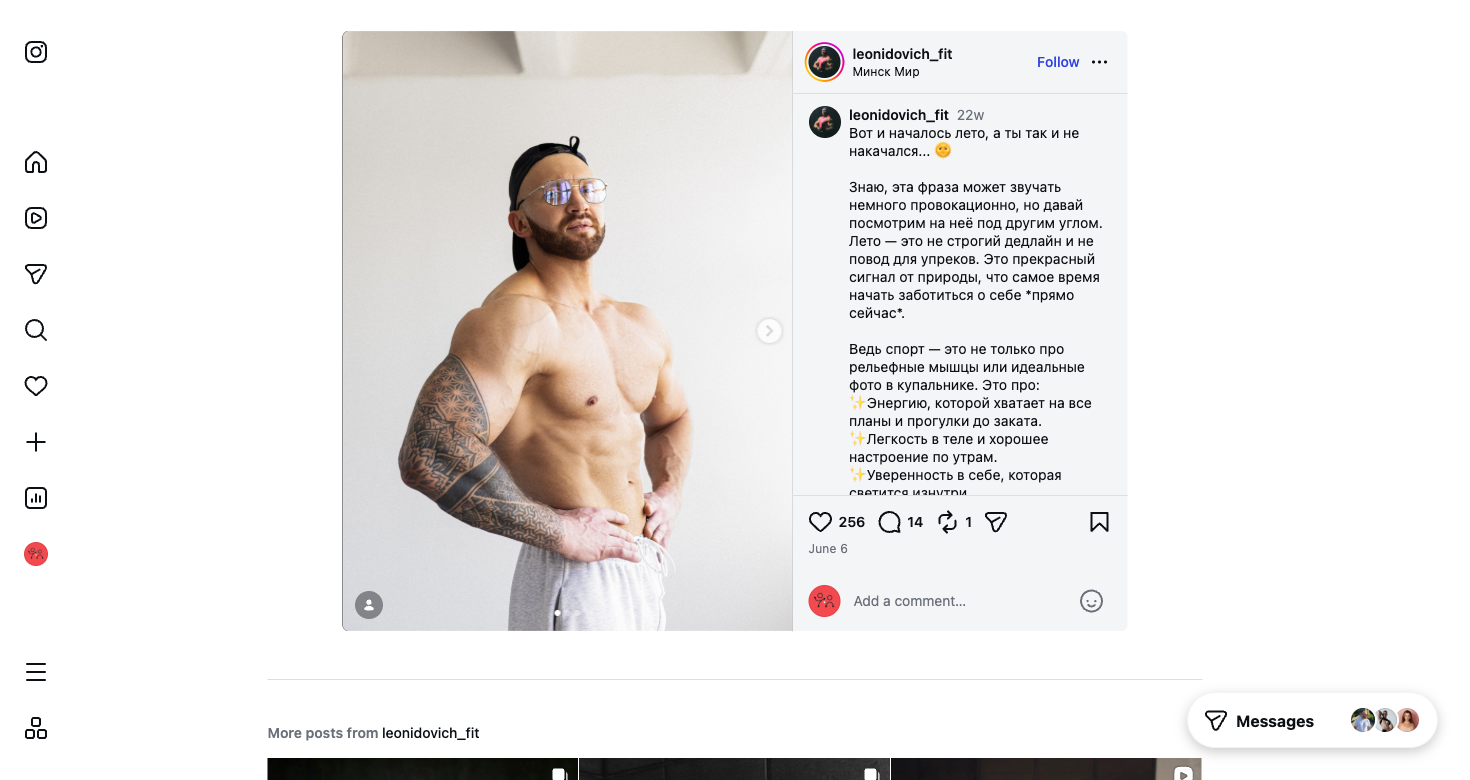 leonidovich_fit
Минск Мир
Follow
leonidovich_fit 22w
Вот и началось лето, а ты так и не
накачался... 🌞
Знаю, эта фраза может звучать
немного провокационно, но давай
посмотрим на неё под другим углом.
Лето — это не строгий дедлайн и не
повод для упреков. Это прекрасный
сигнал от природы, что самое время
начать заботиться о себе *прямо
сейчас*.
Ведь спорт — это не только про
рельефные мышцы или идеальные
фото в купальнике. Это про:
✨Энергию, которой хватает на все
планы и прогулки до заката.
✨Легкость в теле и хорошее
настроение по утрам.
✨Уверенность в себе, которая
светится изнутри
256 14 1
June 6
Add a comment...
More posts from leonidovich_fit
Messages